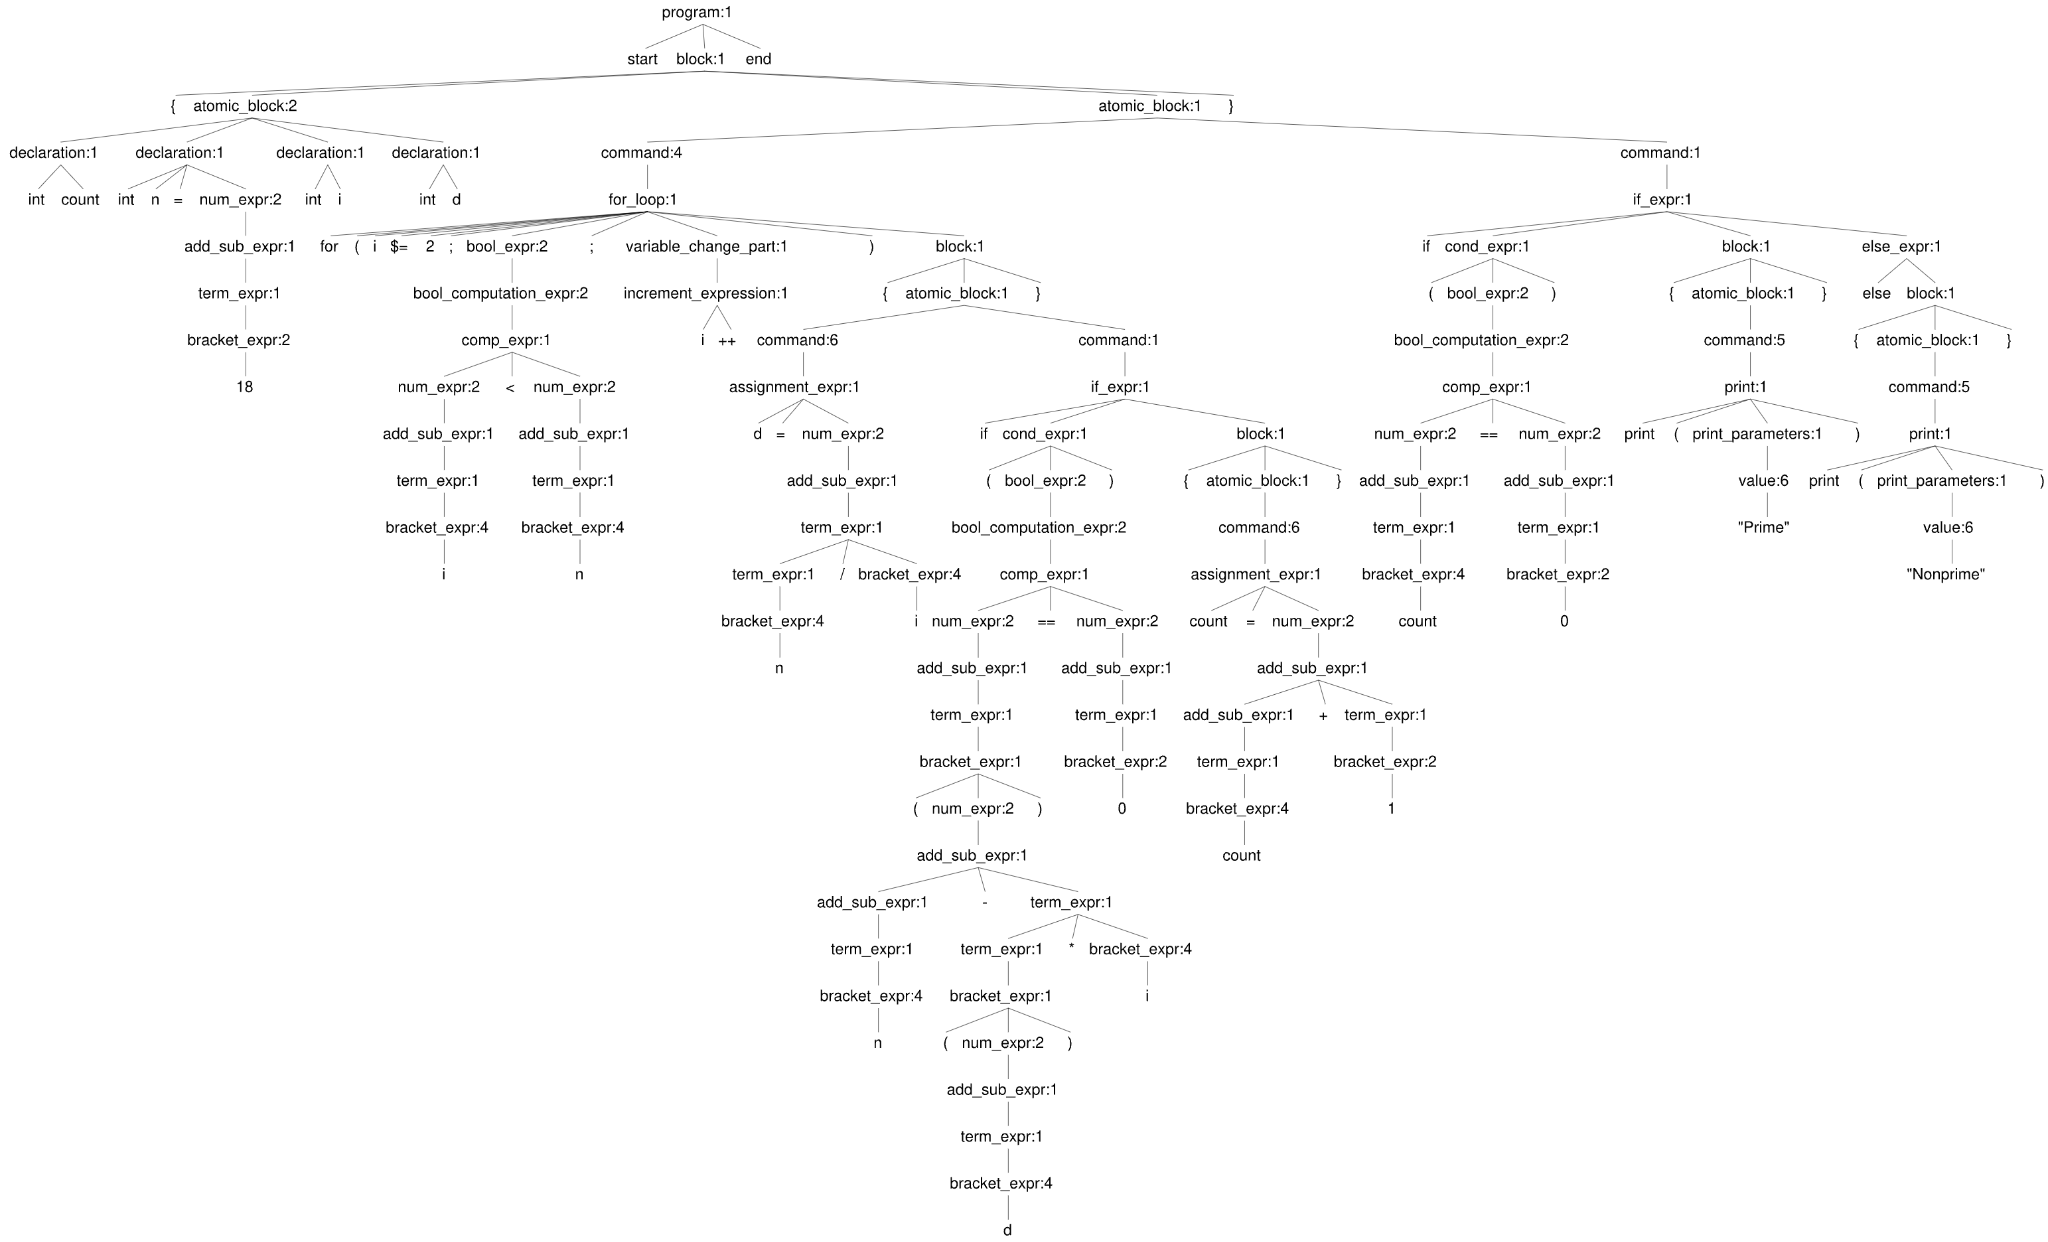 program:1
start block:1 end
{ atomic_block:2 atomic_block:1 }
declaration:1 declaration:1 declaration:1 declaration:1 command:4 command:1
int count int n = num_expr:2 int i int d for_loop:1 if_expr:1
add_sub_expr:1 for ( i $= 2 ; bool_expr:2 ; variable_change_part:1 ) block:1 if cond_expr:1 block:1 else_expr:1
term_expr:1 bool_computation_expr:2 increment_expression:1 { atomic_block:1 } ( bool_expr:2 ) { atomic_block:1 } else block:1
bracket_expr:2 comp_expr:1 i ++ command:6 command:1 bool_computation_expr:2 command:5 { atomic_block:1 }
18 num_expr:2 < num_expr:2 assignment_expr:1 if_expr:1 comp_expr:1 print:1 command:5
add_sub_expr:1 add_sub_expr:1 d = num_expr:2 if cond_expr:1 block:1 num_expr:2 == num_expr:2 print ( print_parameters:1 ) print:1
term_expr:1 term_expr:1 add_sub_expr:1 ( bool_expr:2 ) { atomic_block:1 } add_sub_expr:1 add_sub_expr:1 value:6 print ( print_parameters:1 )
bracket_expr:4 bracket_expr:4 term_expr:1 bool_computation_expr:2 command:6 term_expr:1 term_expr:1 "Prime" value:6
i n term_expr:1 / bracket_expr:4 comp_expr:1 assignment_expr:1 bracket_expr:4 bracket_expr:2 "Nonprime"
bracket_expr:4 i num_expr:2 == num_expr:2 count = num_expr:2 count 0
n add_sub_expr:1 add_sub_expr:1 add_sub_expr:1
term_expr:1 term_expr:1 add_sub_expr:1 + term_expr:1
bracket_expr:1 bracket_expr:2 term_expr:1 bracket_expr:2
( num_expr:2 ) 0 bracket_expr:4 1
add_sub_expr:1 count
add_sub_expr:1 - term_expr:1
term_expr:1 term_expr:1 * bracket_expr:4
bracket_expr:4 bracket_expr:1 i
n ( num_expr:2 )
add_sub_expr:1
term_expr:1
bracket_expr:4
d